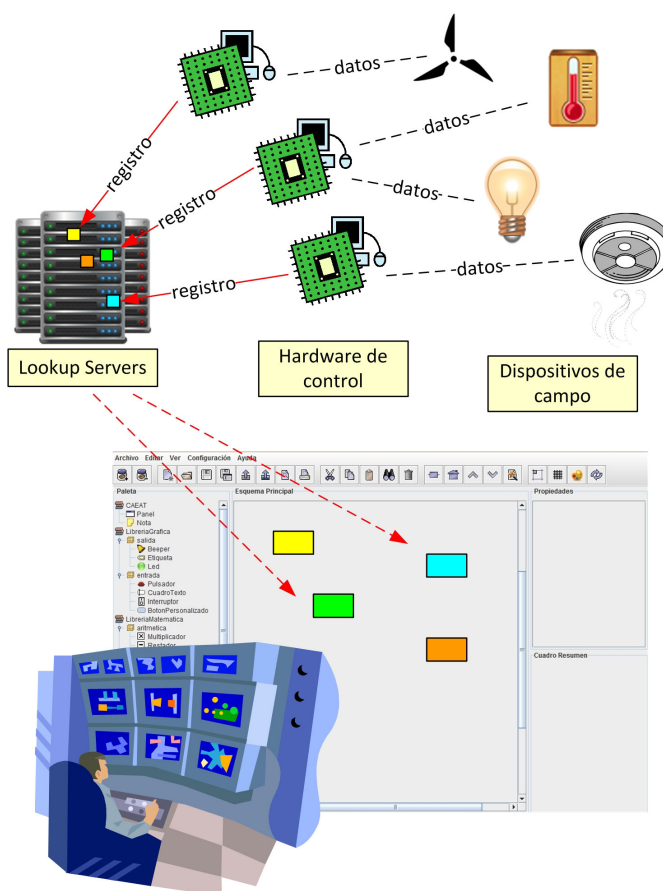 datos
datos
registro
datos
registro
datos
registro
Lookup Servers
Hardware de
control
Dispositivos de
campo
Archivo Editar Ver Configuración Ayuda
Paleta
Esquema Principal
Propiedades
CAEAT
Panel
Nota
LibreriaGrafica
salida
Beeper
Etiqueta
Led
entrada
Pulsador
CuadroTexto
Interruptor
BotonPersonalizado
LibreriaMatematica
aritmetica
Multiplicador
Restador
Cuadro Resumen